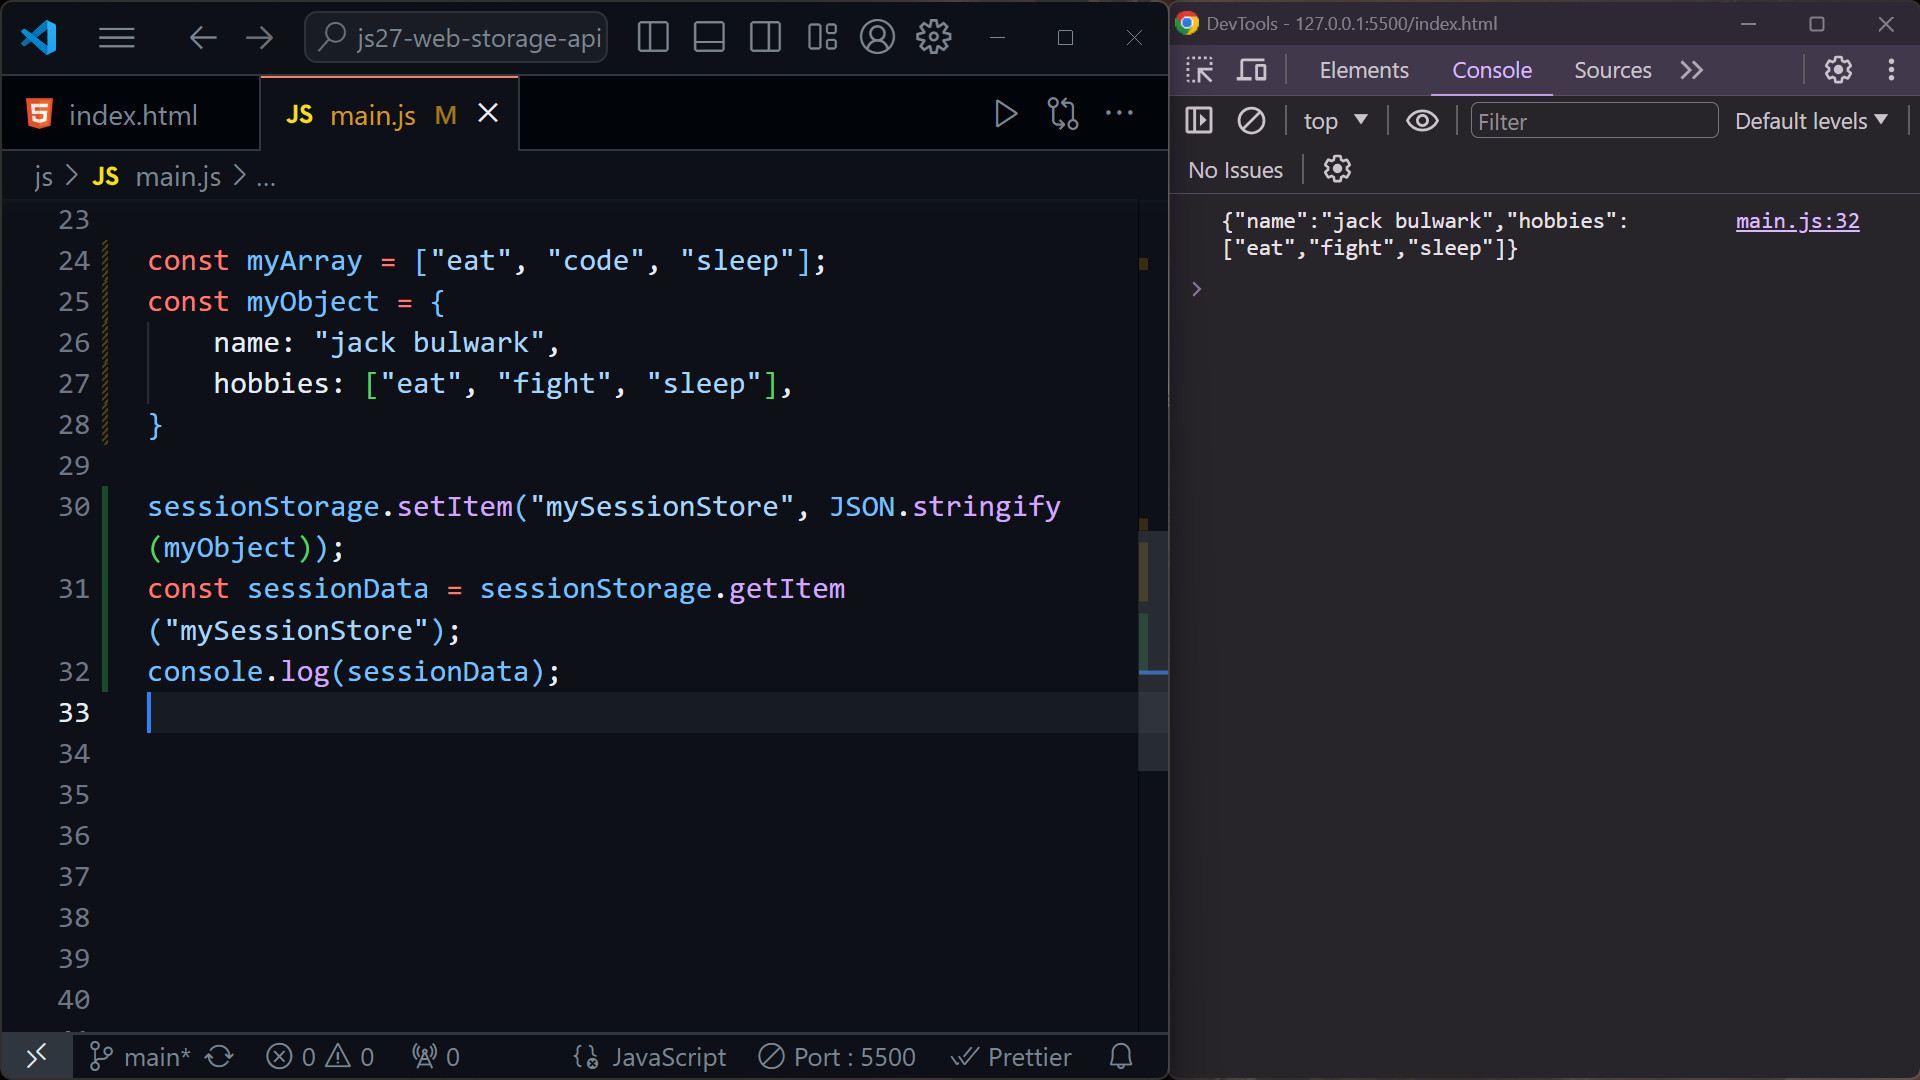 js27-web-storage-api
index.html
JS main.js M
js > JS main.js > ...
23
24 const myArray = ["eat", "code", "sleep"];
25 const myObject = {
26 name: "jack bulwark",
27 hobbies: ["eat", "fight", "sleep"],
28 }
29
30 sessionStorage.setItem("mySessionStore", JSON.stringify
(myObject));
31 const sessionData = sessionStorage.getItem
("mySessionStore");
32 console.log(sessionData);
33
34
35
36
37
38
39
40
main* 0 0 0 JavaScript Port : 5500 Prettier
DevTools - 127.0.0.1:5500/index.html
Elements Console Sources
top Filter Default levels
No Issues
{"name":"jack bulwark","hobbies": main.js:32
["eat","fight","sleep"]}